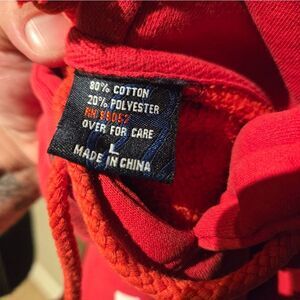 80% COTTON
20% POLYESTER
OVER FOR CARE
L
MADE IN CHINA